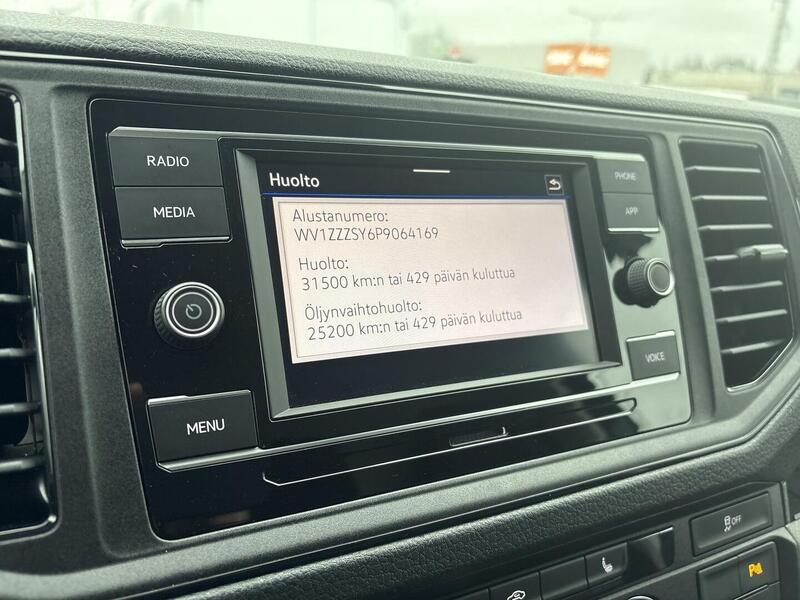 RADIO
MEDIA
MENU
PHONE
APP
VOICE
Huolto
Alustanumero:
WV1ZZZSY6P9064169
Huolto:
31500 km:n tai 429 päivän kuluttua
Öljynvaihtohuolto:
25200 km:n tai 429 päivän kuluttua
OFF